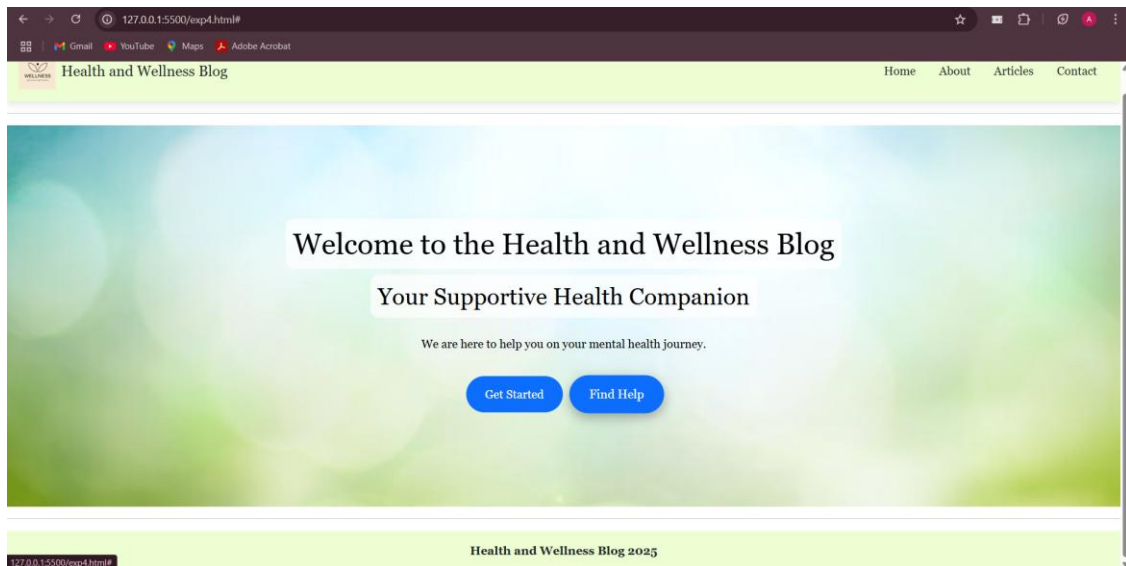 127.0.0.1:5500/exp4.html#
A
Gmail YouTube Maps Adobe Acrobat
WELLNESS
Health and Wellness Blog Home About Articles Contact
Welcome to the Health and Wellness Blog
Your Supportive Health Companion
We are here to help you on your mental health journey.
Get Started Find Help
Health and Wellness Blog 2025
127.0.0.1:5500/exp4.html#